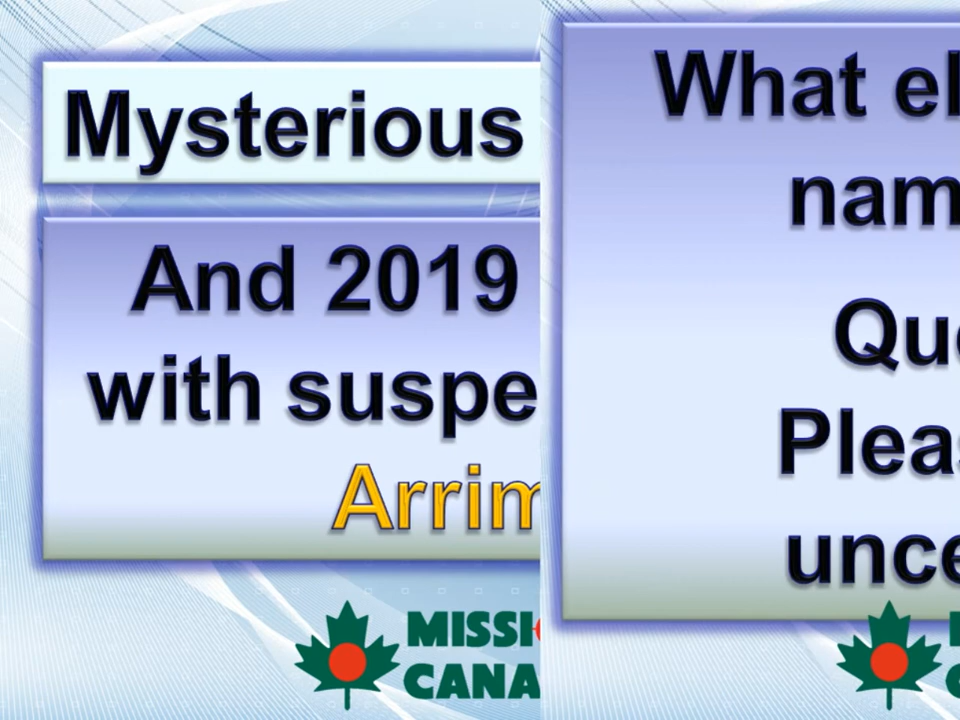 Mysterious
And 2019
with suspe
Arrim
MISSI
CANA
What el
nam
Que
Pleas
unce